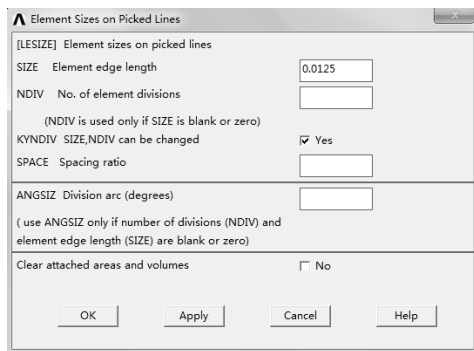 Element Sizes on Picked Lines
[LESIZE] Element sizes on picked lines
SIZE Element edge length 0.0125
NDIV No. of element divisions
(NDIV is used only if SIZE is blank or zero)
KYNDIV SIZE,NDIV can be changed Yes
SPACE Spacing ratio
ANGSIZ Division arc (degrees)
( use ANGSIZ only if number of divisions (NDIV) and
element edge length (SIZE) are blank or zero)
Clear attached areas and volumes No
OK Apply Cancel Help